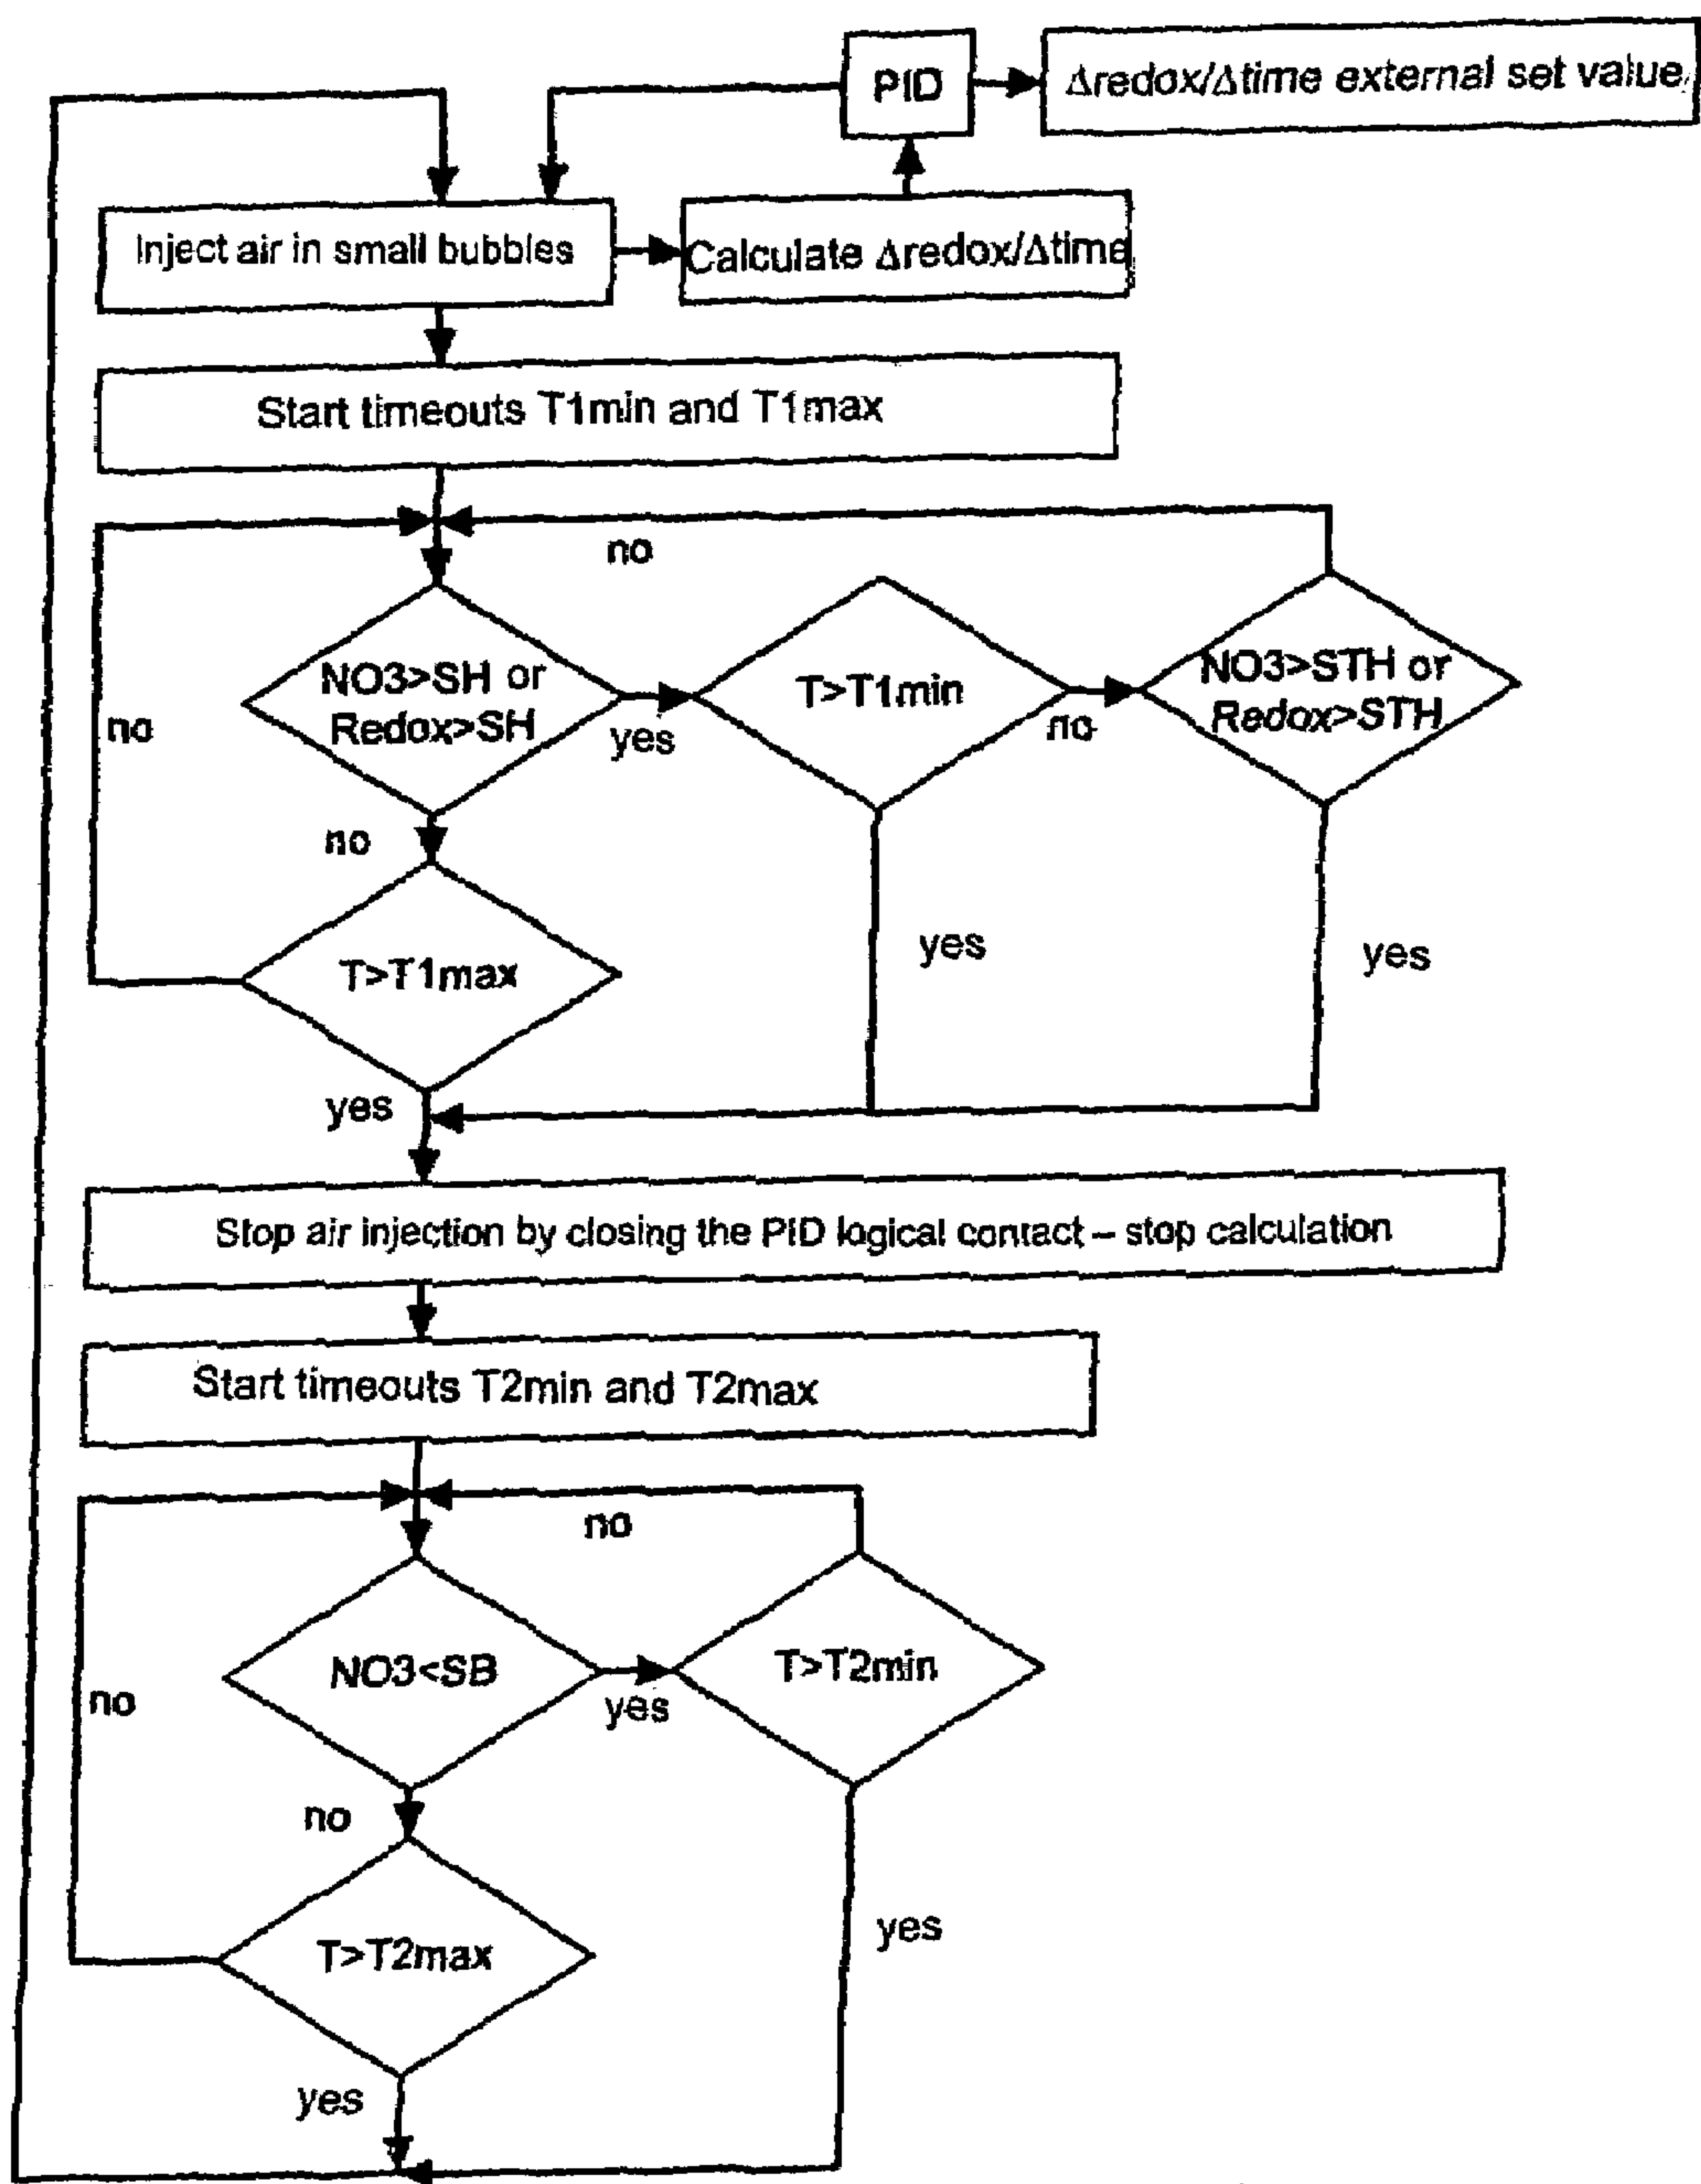 PID
Δredox/Δtime external set value
Inject air in small bubbles
Calculate Δredox/Δtime
Start timeouts T1min and T1max
no
NO3>SH or
Redox>SH
yes
T>T1min
no
NO3>STH or
Redox>STH
no
no
T>T1max
yes
yes
yes
Stop air injection by closing the PID logical contact – stop calculation
Start timeouts T2min and T2max
no
NO3<SB
yes
T>T2min
no
no
T>T2max
yes
yes